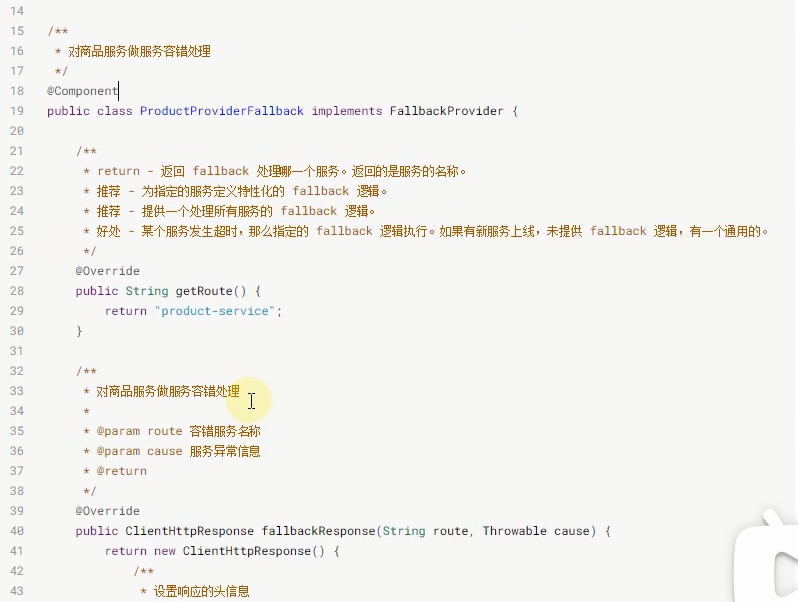 14
15 /**
16 * 对商品服务做服务容错处理
17 */
18 @Component
19 public class ProductProviderFallback implements FallbackProvider {
20
21 /**
22 * return - 返回 fallback 处理哪一个服务。返回的是服务的名称。
23 * 推荐 - 为指定的服务定义特性化的 fallback 逻辑。
24 * 推荐 - 提供一个处理所有服务的 fallback 逻辑。
25 * 好处 - 某个服务发生超时，那么指定的 fallback 逻辑执行。如果有新服务上线，未提供 fallback 逻辑，有一个通用的。
26 */
27 @Override
28 public String getRoute() {
29 return "product-service";
30 }
31
32 /**
33 * 对商品服务做服务容错处理
34 *
35 * @param route 容错服务名称
36 * @param cause 服务异常信息
37 * @return
38 */
39 @Override
40 public ClientHttpResponse fallbackResponse(String route, Throwable cause) {
41 return new ClientHttpResponse() {
42 /**
43 * 设置响应的头信息